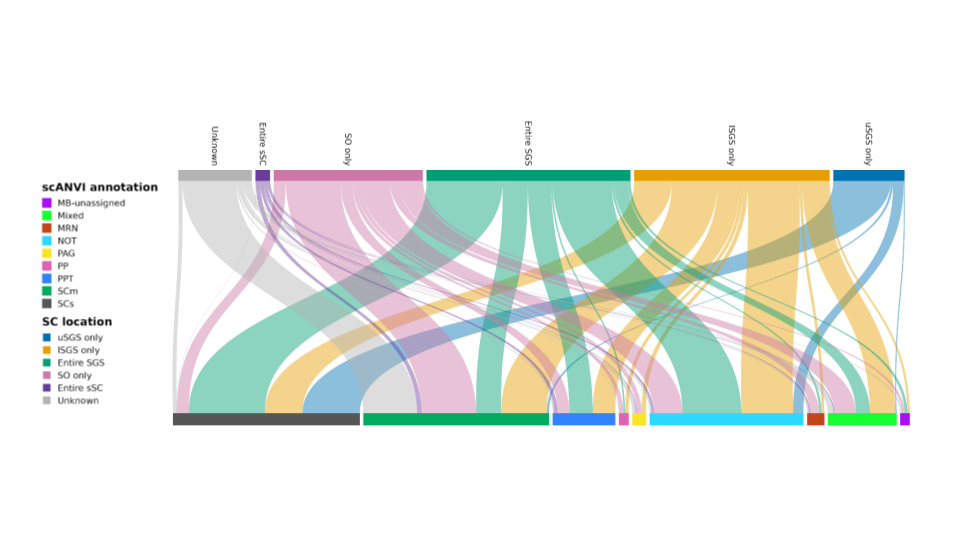 Unknown
Entire sSC
SO only
Entire SGS
lSGS only
uSGS only
scANVI annotation
MB-unassigned
Mixed
MRN
NOT
PAG
PP
PPT
SCm
SCs
SC location
uSGS only
lSGS only
Entire SGS
SO only
Entire sSC
Unknown